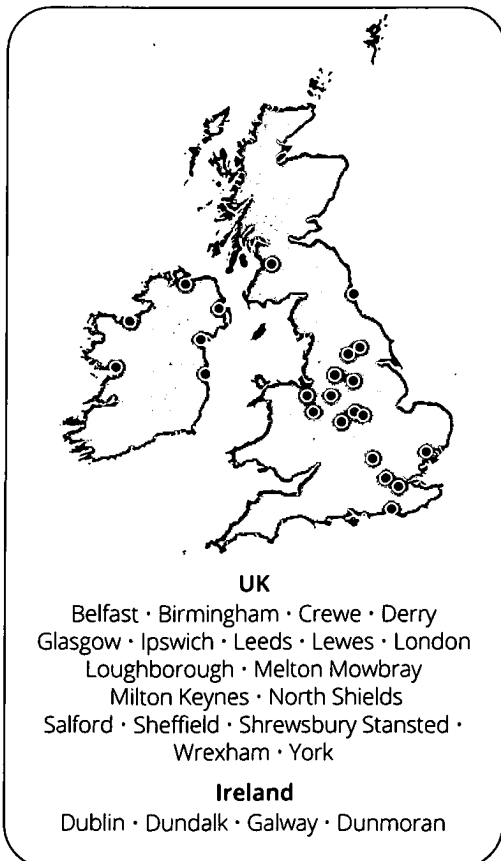 UK
Belfast · Birmingham · Crewe · Derry
Glasgow · Ipswich · Leeds · Lewes · London
Loughborough · Melton Mowbray
Milton Keynes · North Shields
Salford · Sheffield · Shrewsbury Stansted ·
Wrexham · York
Ireland
Dublin · Dundalk · Galway · Dunmoran